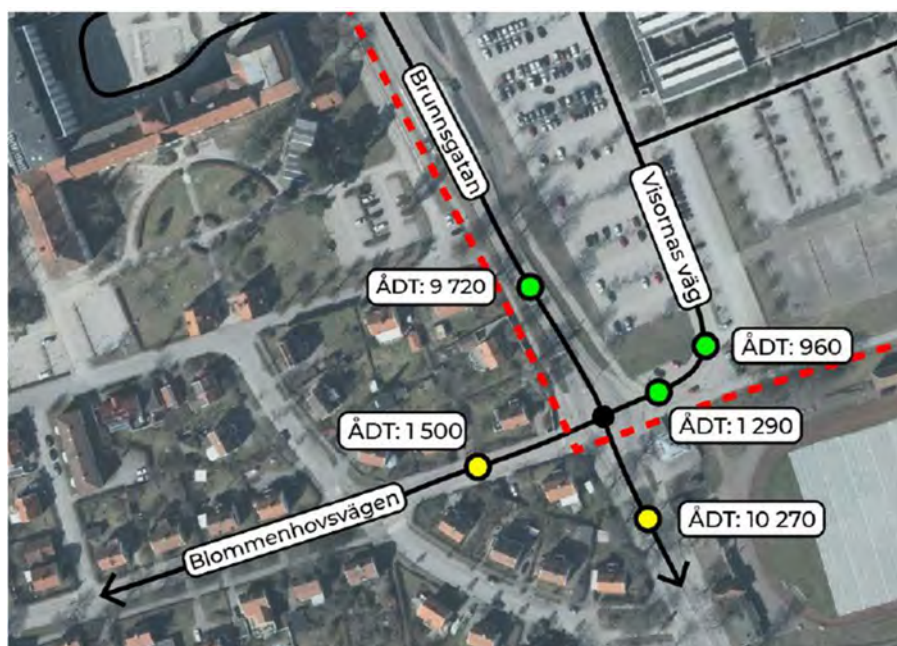 Brunnsgatan
Visornas väg
ÅDT: 9 720
ÅDT: 960
ÅDT: 1 500
ÅDT: 1 290
ÅDT: 10 270
Blommenhovsvägen